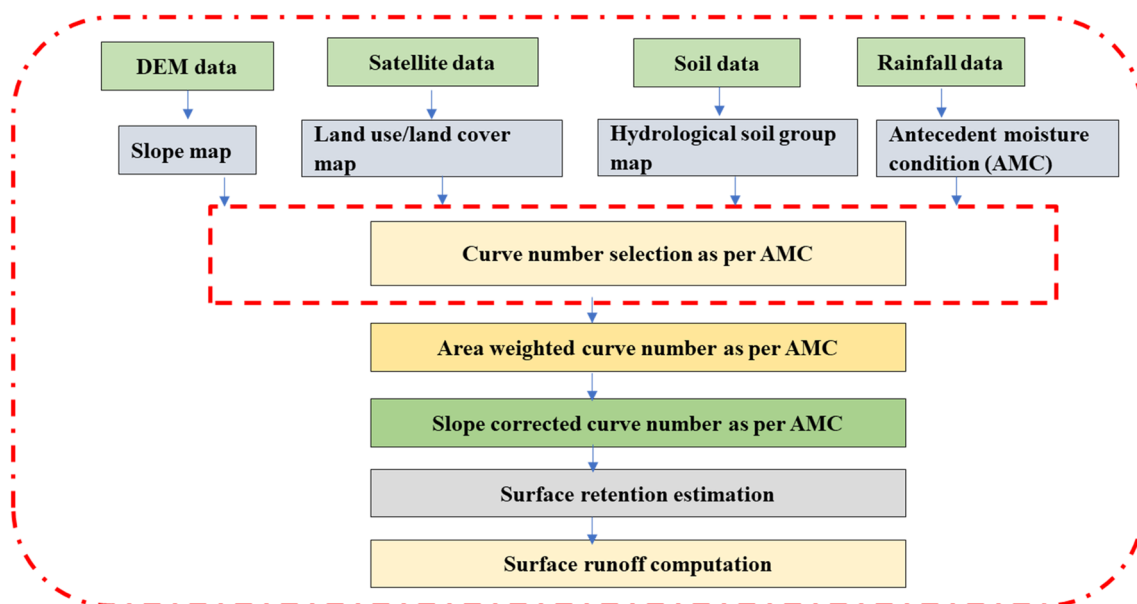 DEM data
Satellite data
Soil data
Rainfall data
Slope map
Land use/land cover
map
Hydrological soil group
map
Antecedent moisture
condition (AMC)
Curve number selection as per AMC
Area weighted curve number as per AMC
Slope corrected curve number as per AMC
Surface retention estimation
Surface runoff computation